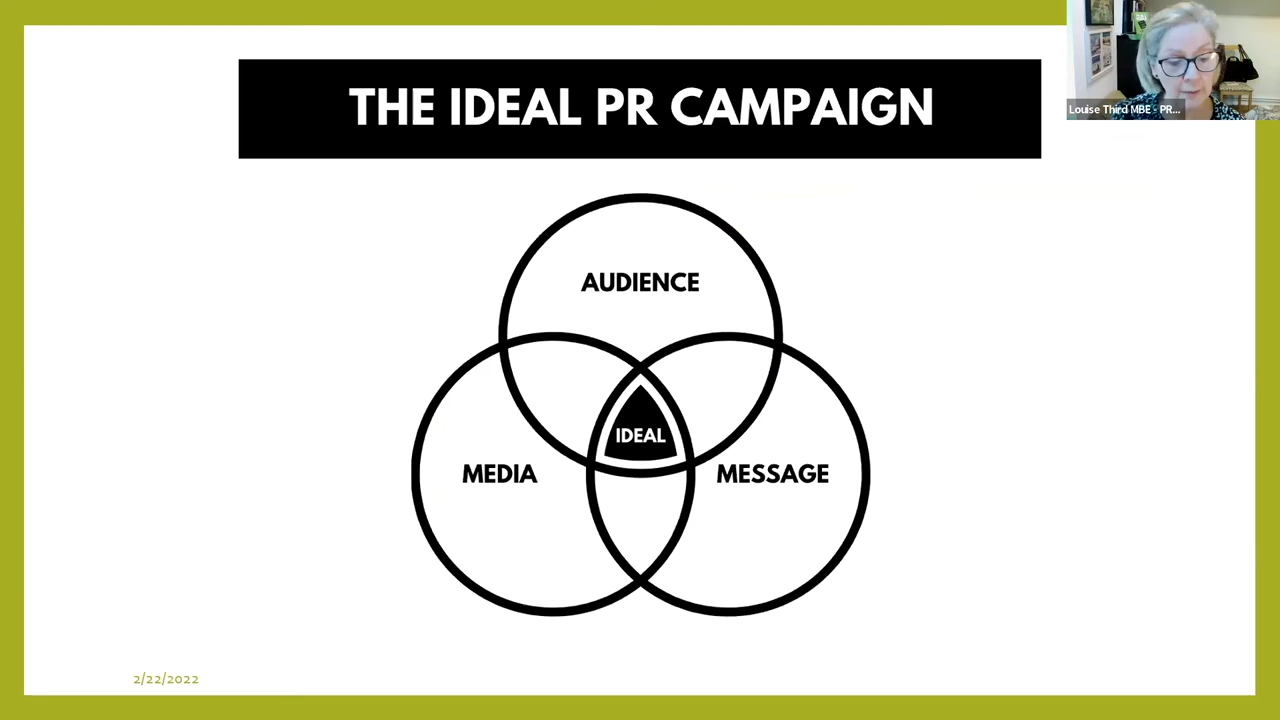 THE IDEAL PR CAMPAIGN
Louise Third MBE - PR...
AUDIENCE
IDEAL
MEDIA
MESSAGE
2/22/2022